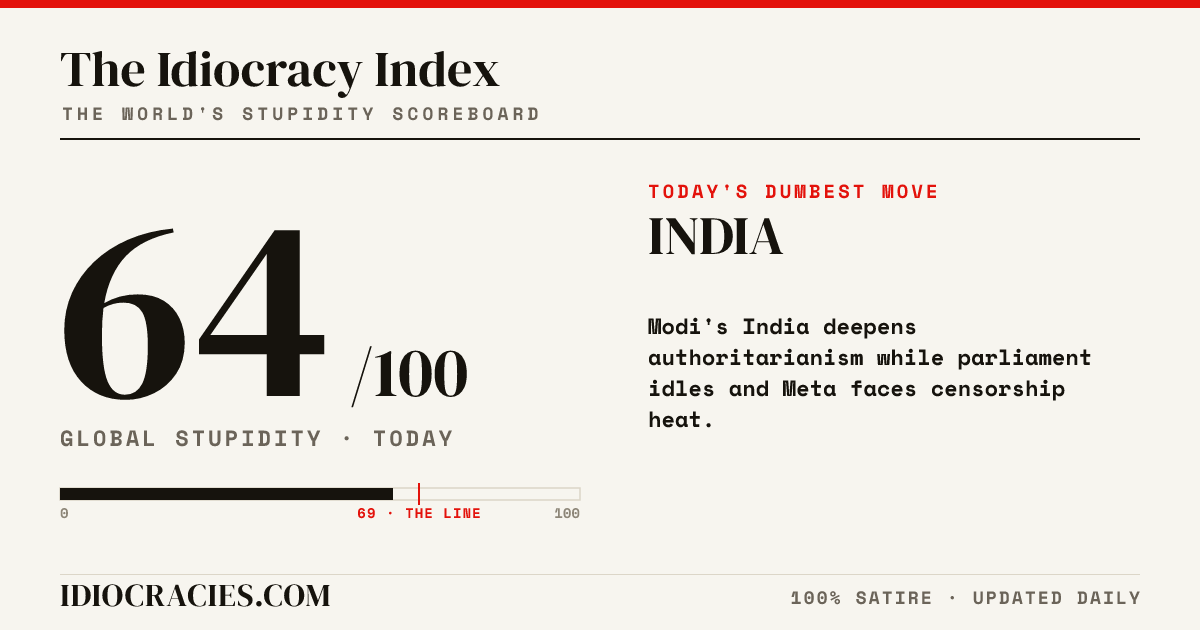 The Idiocracy Index
THE WORLD'S STUPIDITY SCOREBOARD
64 /100
GLOBAL STUPIDITY · TODAY
0
69 · THE LINE
100
TODAY'S DUMBEST MOVE
INDIA
Modi's India deepens
authoritarianism while parliament
idles and Meta faces censorship
heat.
IDIOCRACIES.COM
100% SATIRE · UPDATED DAILY